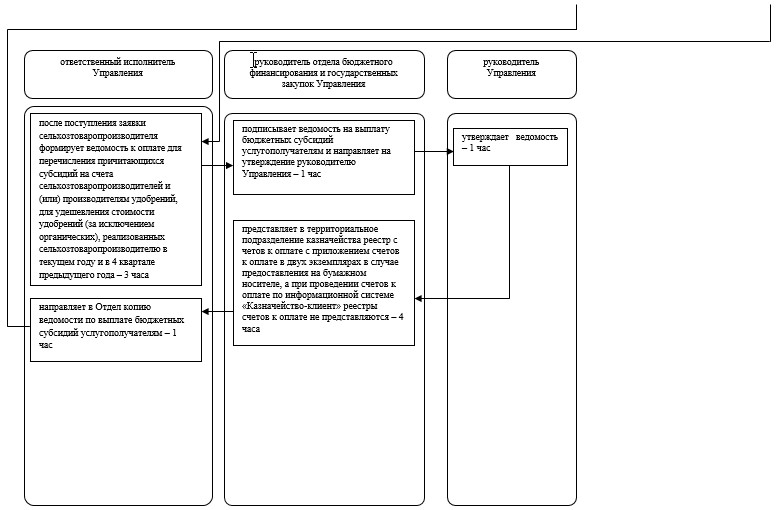 ответственный исполнитель
Управления
руководитель отдела бюджетного
финансирования и государственных
закупок Управления
руководитель
Управления
после поступления заявки
сельхозтоваропроизводителя
формирует ведомость к оплате для
перечисления причитающихся
субсидий на счета
сельхозтоваропроизводителей и
(или) производителям удобрений,
для удешевления стоимости
удобрений (за исключением
органических), реализованных
сельхозтоваропроизводителю в
текущем году и в 4 квартале
предыдущего года – 3 часа
подписывает ведомость на выплату
бюджетных субсидий
услугополучателям и направляет на
утверждение руководителю
Управления – 1 час
утверждает ведомость
– 1 час
представляет в территориальное
подразделение казначейства реестр с
четов к оплате с приложением счетов
к оплате в двух экземплярах в случае
предоставления на бумажном
носителе, а при проведении счетов к
оплате по информационной системе
«Казначейство-клиент» реестры
счетов к оплате не представляются – 4
часа
направляет в Отдел копию
ведомости по выплате бюджетных
субсидий услугополучателям – 1
час